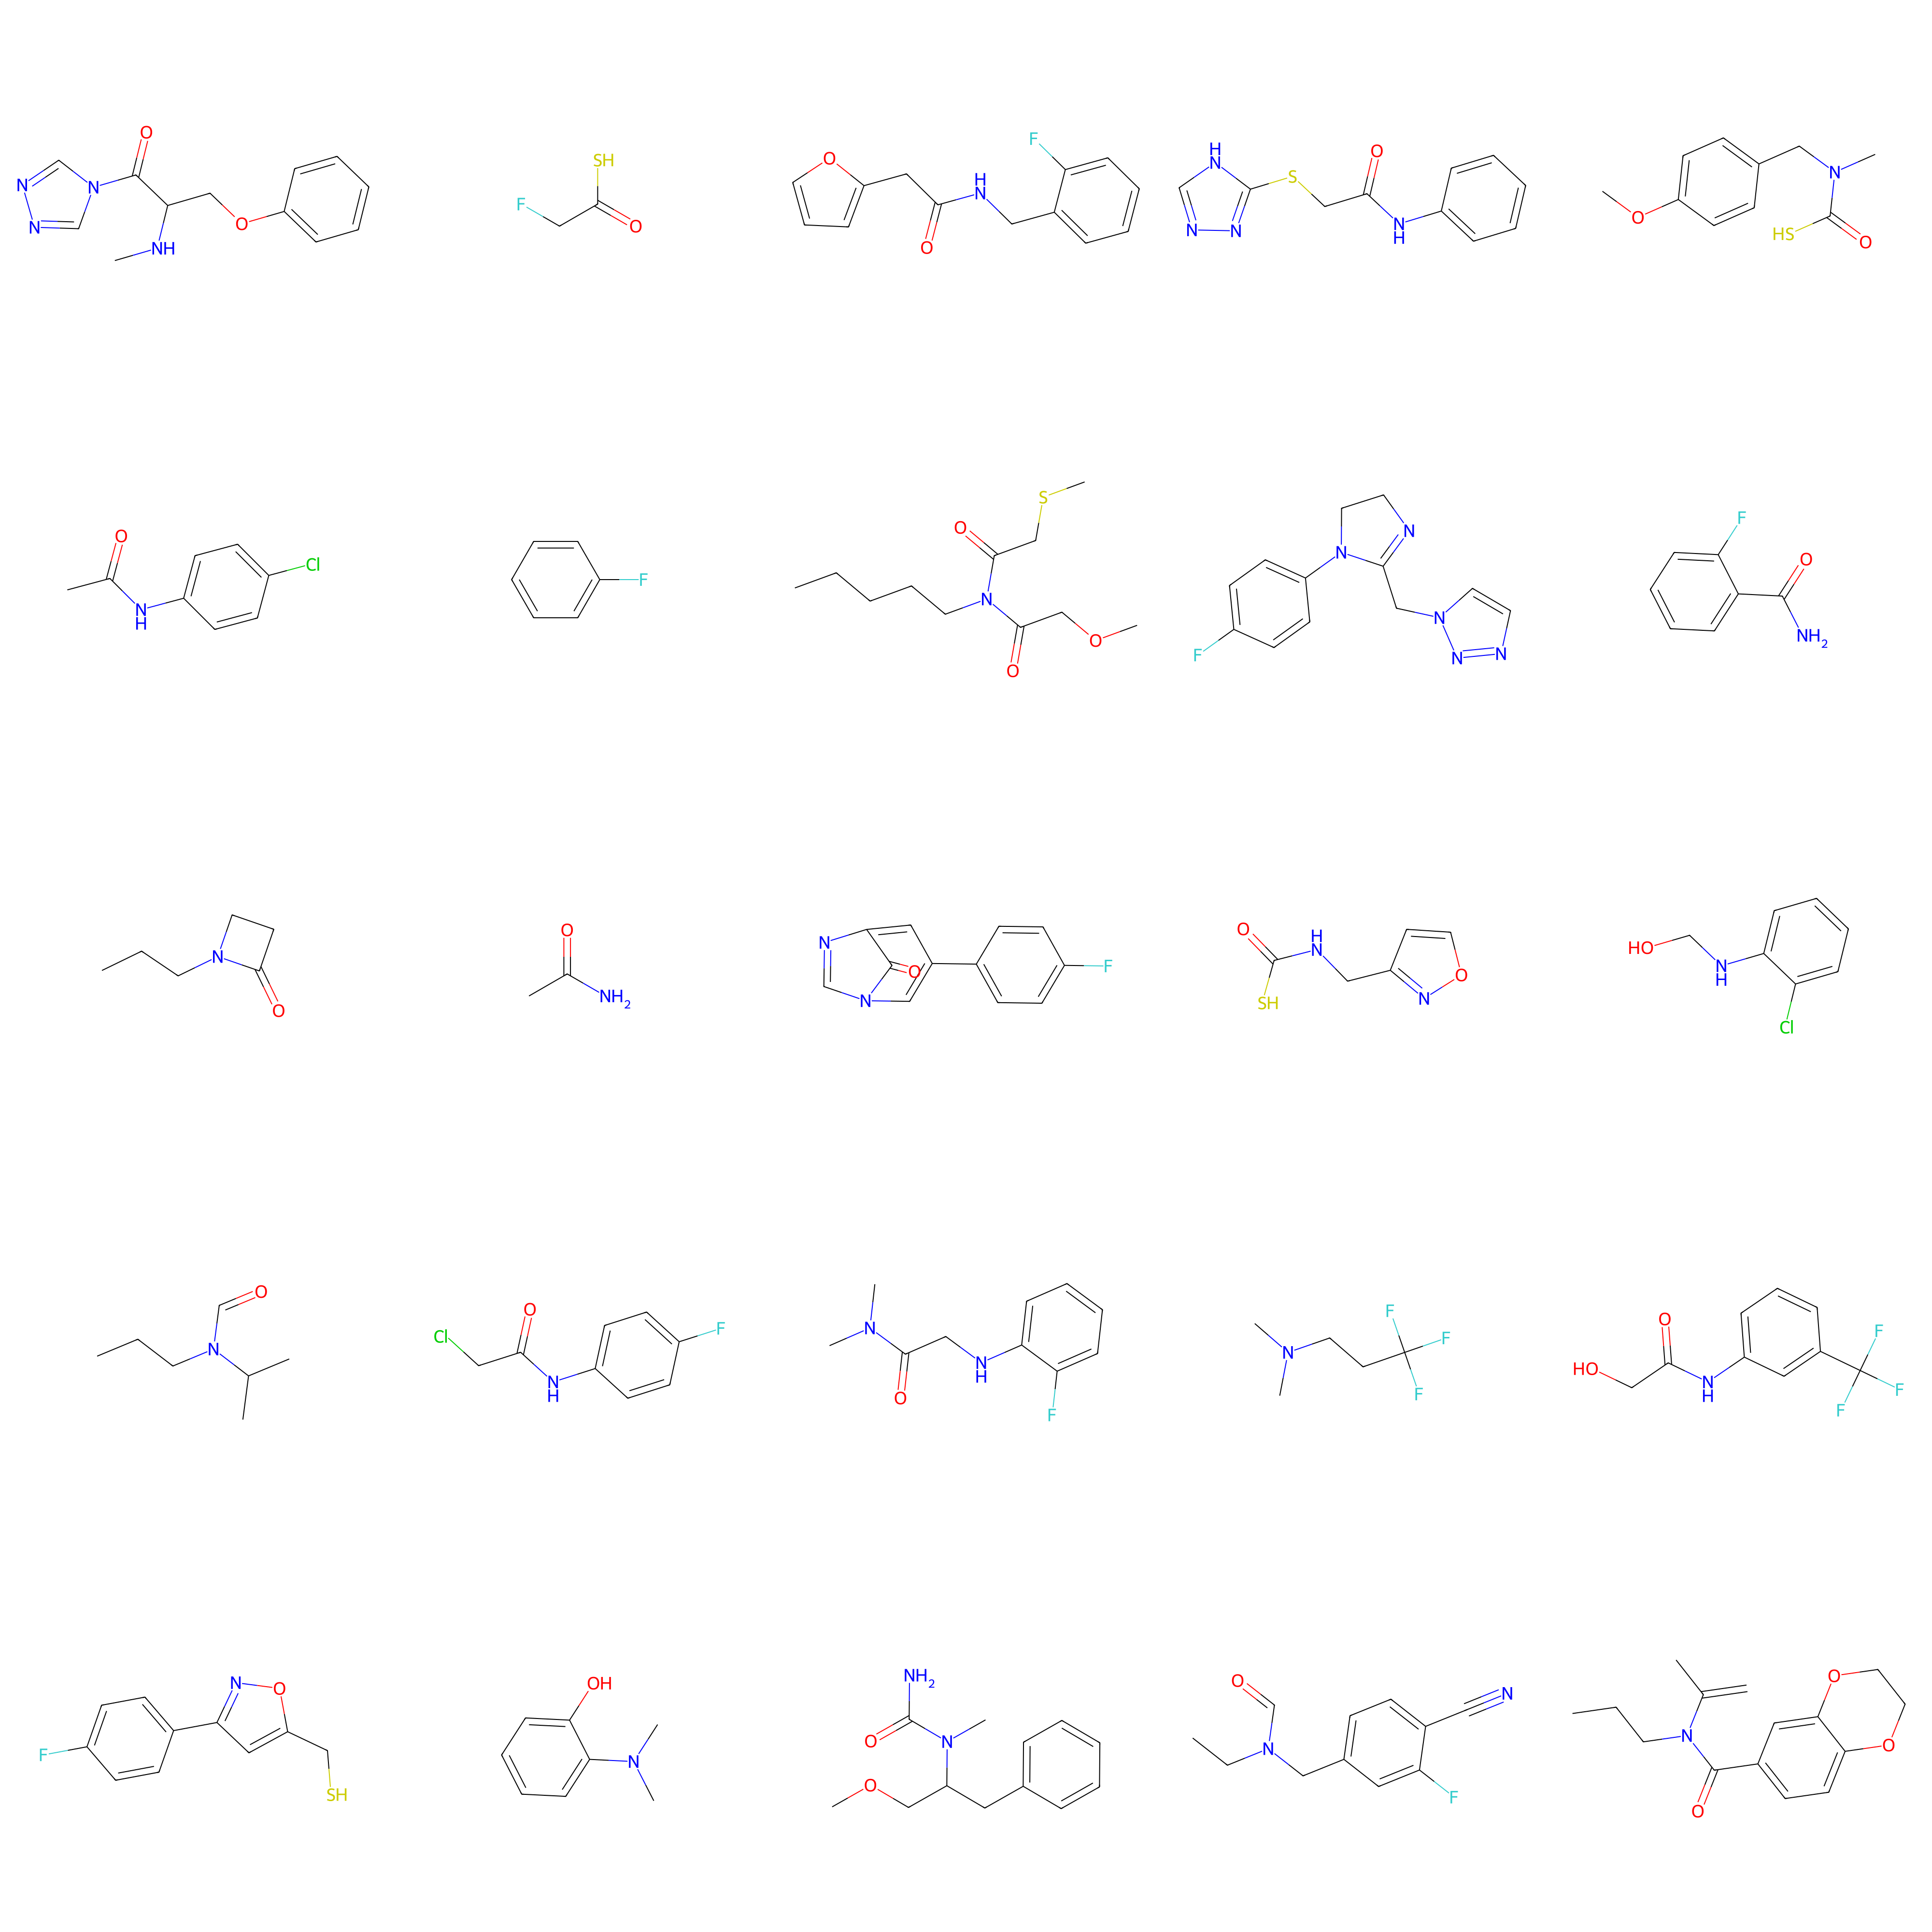 O N N N O NH
SH F O
O O H N F
H N N N S O N H
O N HS O
O N H Cl
F
S O N O O
N N N N N F
F O NH2
N O
O NH2
N N O F
O SH H N N O
HO N H Cl
O N
Cl O N H F
N O N H F
N F F F
HO O N H F F F
F N O SH
OH N
NH2 O N O
O N N F
N O O O